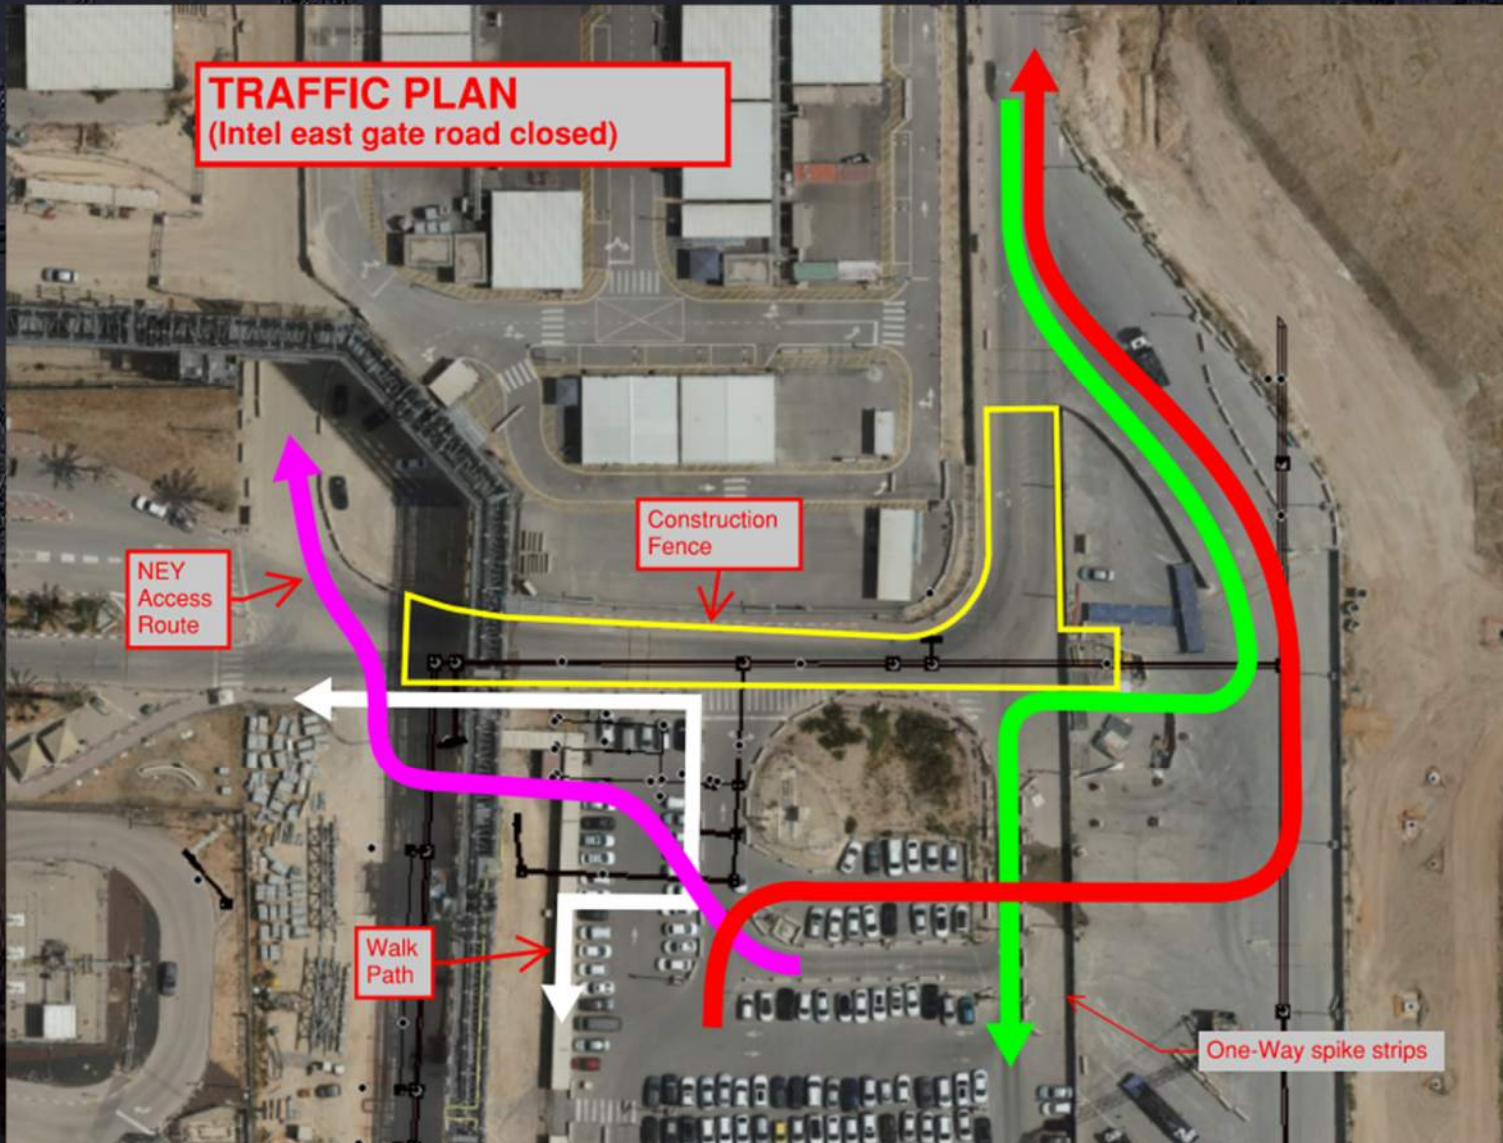 TRAFFIC PLAN
(Intel east gate road closed)
Construction
Fence
NEY
Access
Route
Walk
Path
One-Way spike strips